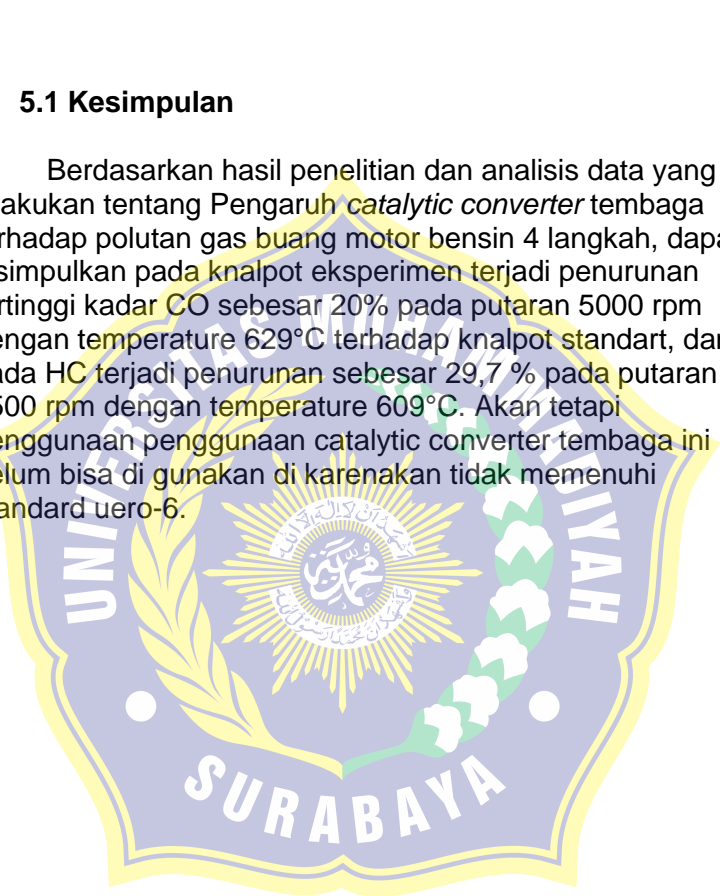 5.1 Kesimpulan
Berdasarkan hasil penelitian dan analisis data yang
lakukan tentang Pengaruh catalytic converter tembaga
rhadap polutan gas buang motor bensin 4 langkah, dapa
simpulkan pada knalpot eksperimen terjadi penurunan
rtinggi kadar CO sebesar 20% pada putaran 5000 rpm
engan temperature 629°C terhadap knalpot standart, dan
ada HC terjadi penurunan sebesar 29,7 % pada putaran
500 rpm dengan temperature 609°C. Akan tetapi
enggunaan penggunaan catalytic converter tembaga ini
elum bisa di gunakan di karenakan tidak memenuhi
andard uero-6.
UNIVERSITAS MUHAMMADIYAH
SURABAYA